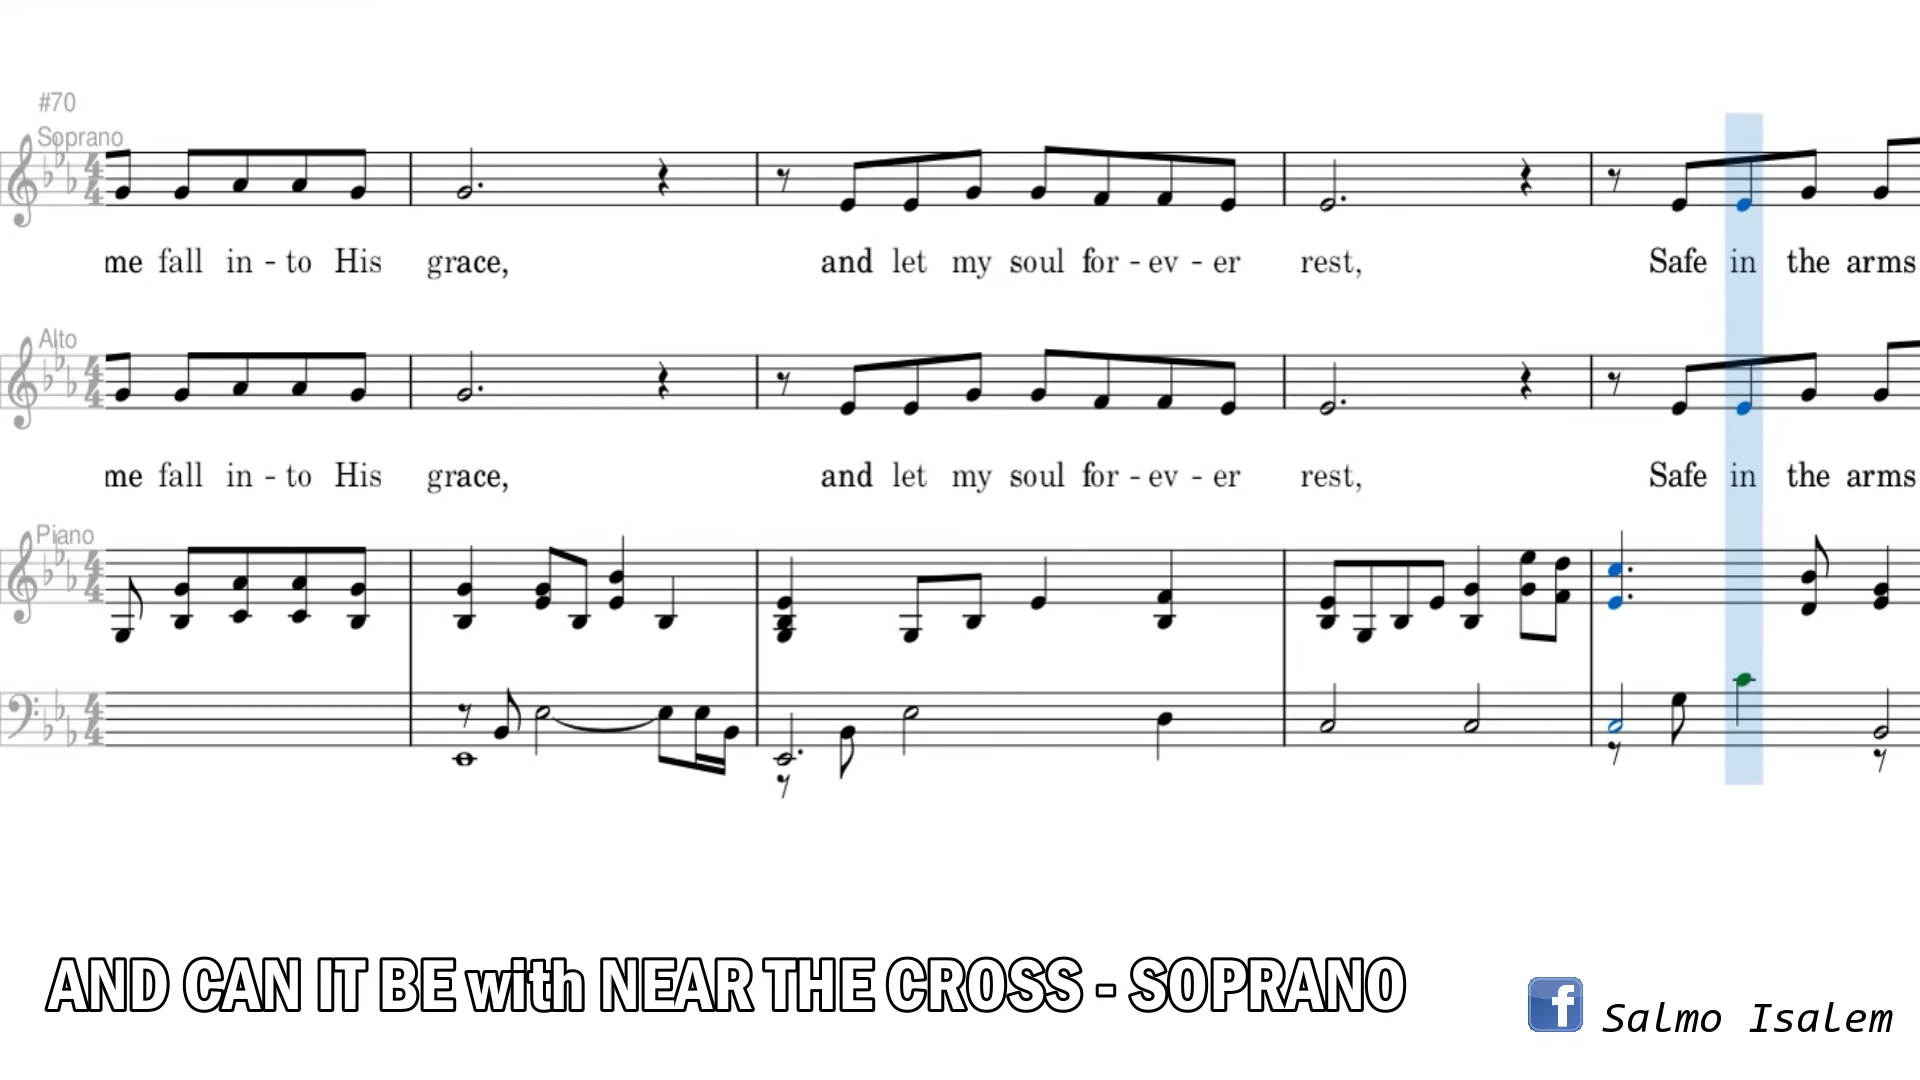 #70
Soprano
me fall in - to His grace, and let my soul for - ev - er rest, Safe in the arms
Alto
me fall in - to His grace, and let my soul for - ev - er rest, Safe in the arms
Piano
AND CAN IT BE with NEAR THE CROSS - SOPRANO
f Salmo Isalem